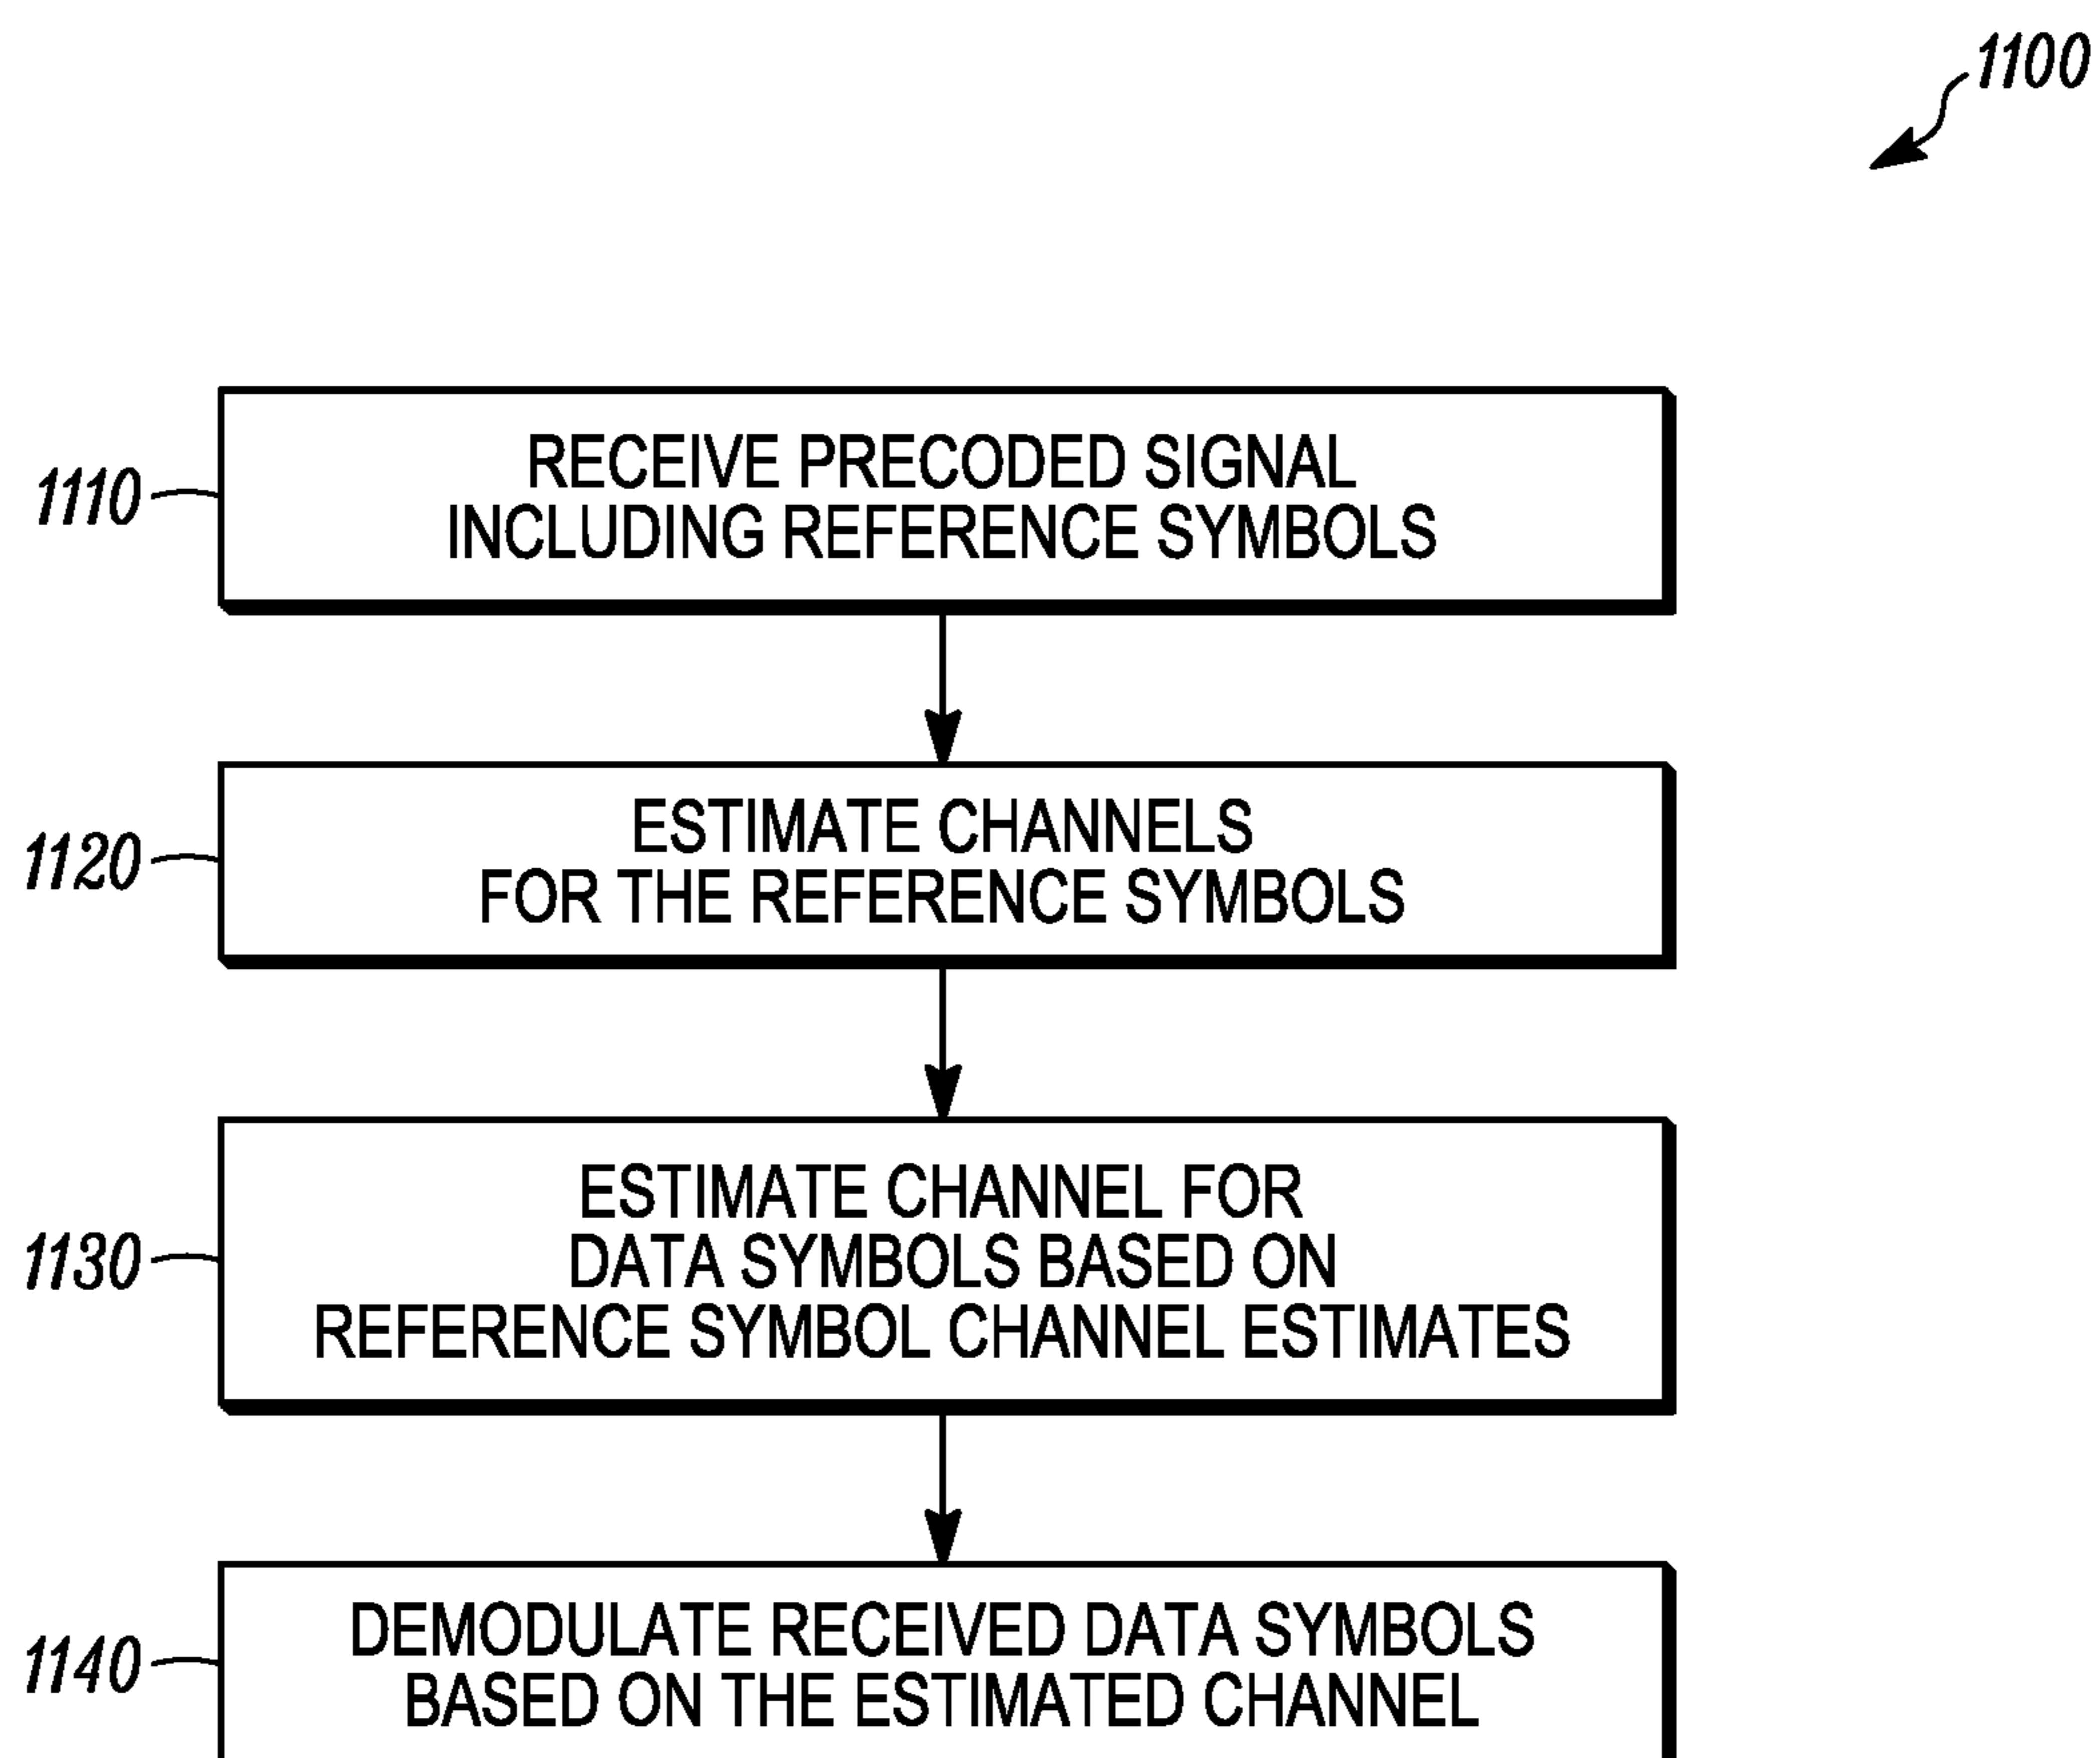 1100
1110
RECEIVE PRECODED SIGNAL
INCLUDING REFERENCE SYMBOLS
1120
ESTIMATE CHANNELS
FOR THE REFERENCE SYMBOLS
1130
ESTIMATE CHANNEL FOR
DATA SYMBOLS BASED ON
REFERENCE SYMBOL CHANNEL ESTIMATES
1140
DEMODULATE RECEIVED DATA SYMBOLS
BASED ON THE ESTIMATED CHANNEL